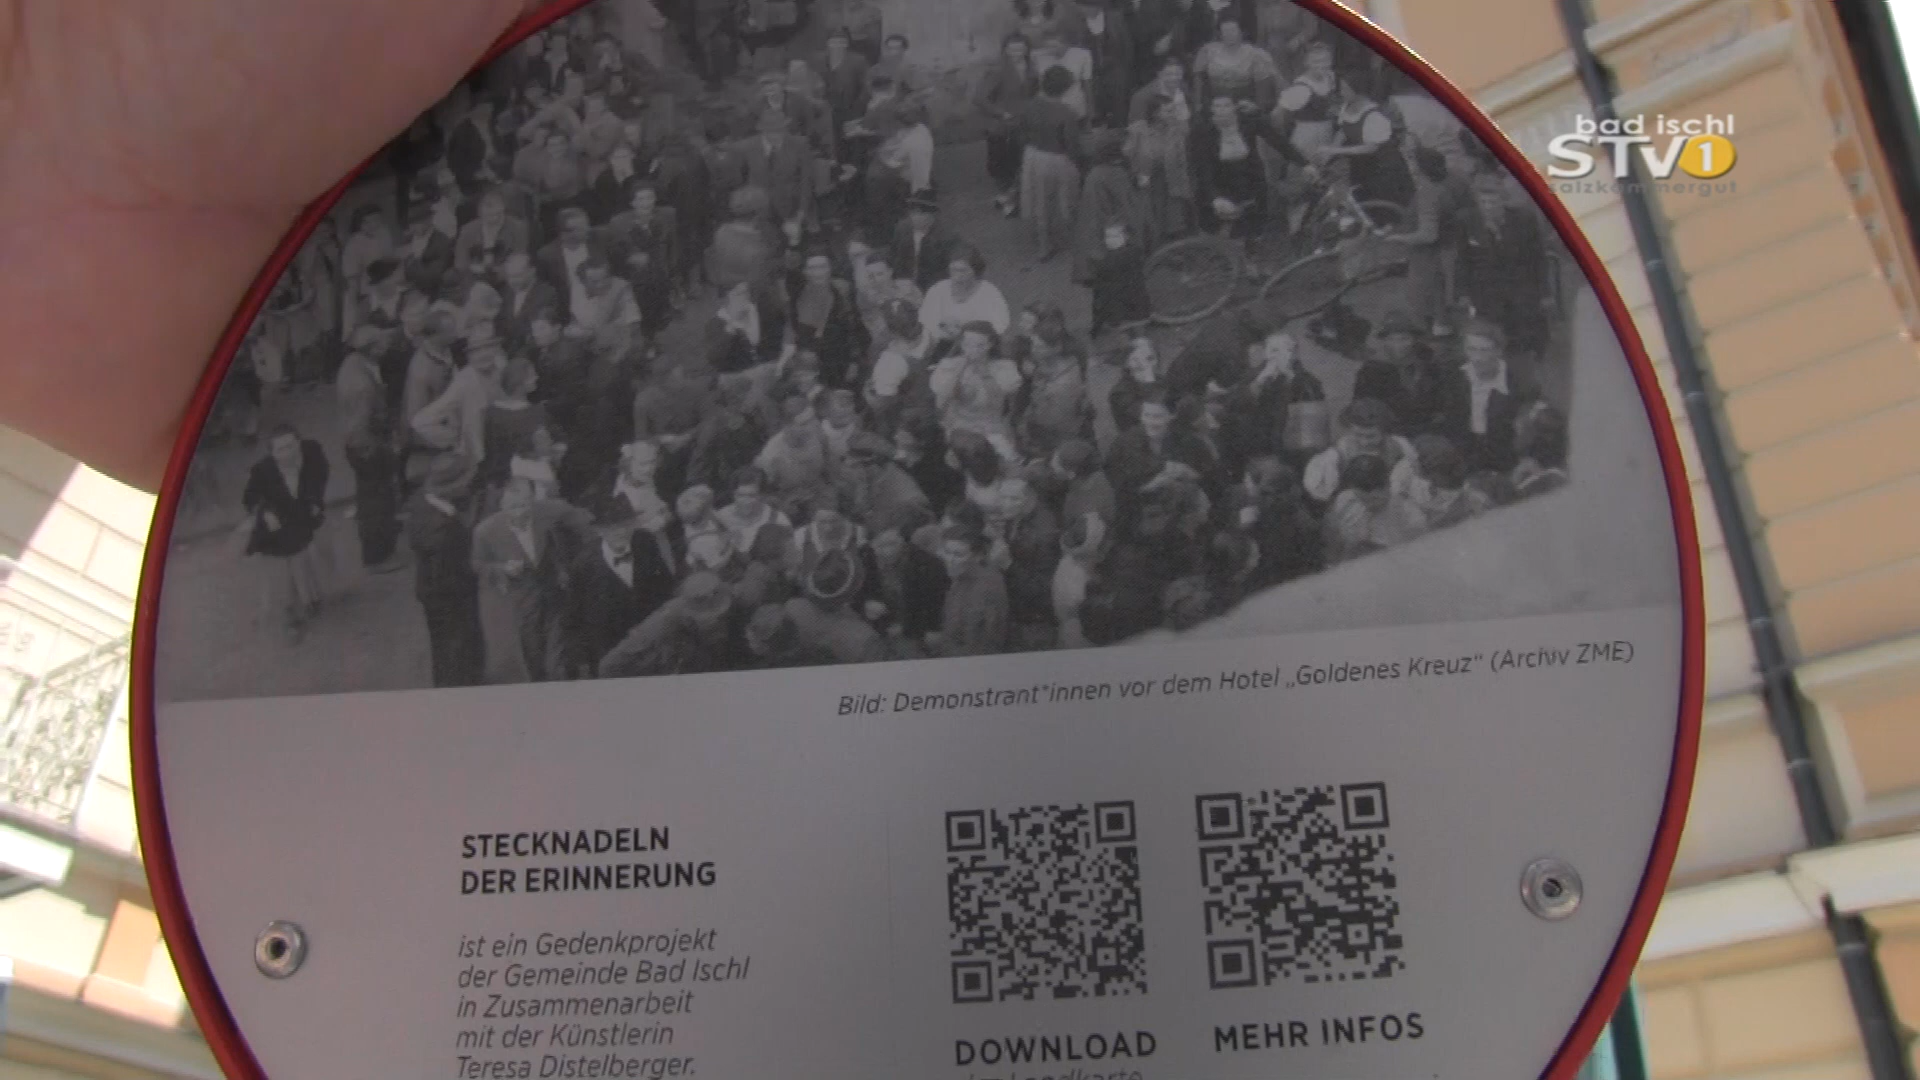 bad ischl
STV1
salzkammergut
Bild: Demonstrant*innen vor dem Hotel „Goldenes Kreuz“ (Archiv ZME)
STECKNADELN
DER ERINNERUNG
ist ein Gedenkprojekt
der Gemeinde Bad Ischl
in Zusammenarbeit
mit der Künstlerin
Teresa Distelberger.
DOWNLOAD
MEHR INFOS